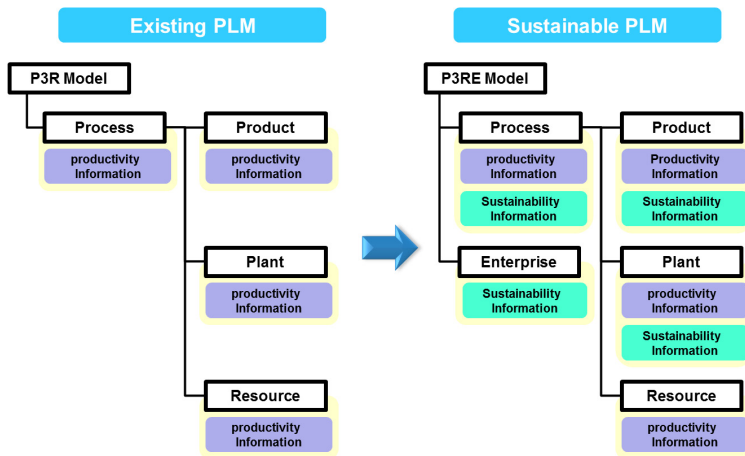 Existing PLM
P3R Model
Process
productivity
Information
Product
productivity
Information
Plant
productivity
Information
Resource
productivity
Information
Sustainable PLM
P3RE Model
Process
productivity
Information
Sustainability
Information
Enterprise
Sustainability
Information
Product
Productivity
Information
Sustainability
Information
Plant
productivity
Information
Sustainability
Information
Resource
productivity
Information